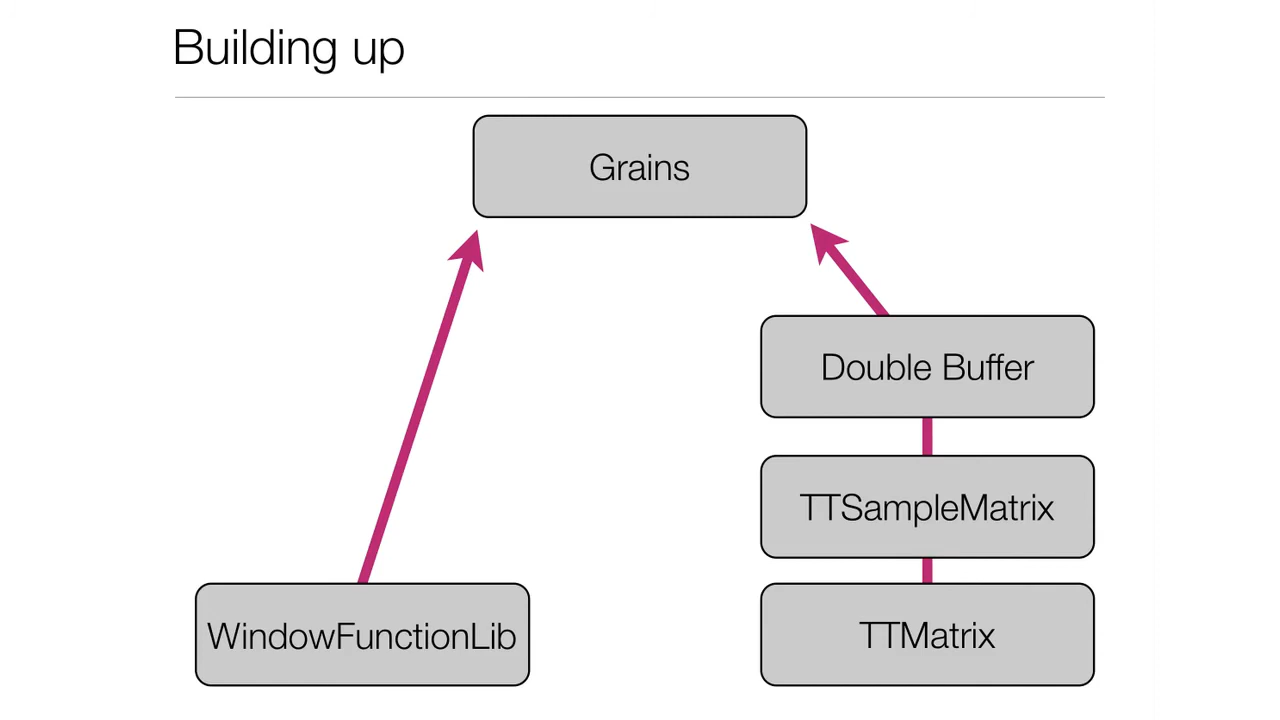 Building up
Grains
Double Buffer
TTSampleMatrix
WindowFunctionLib
TTMatrix